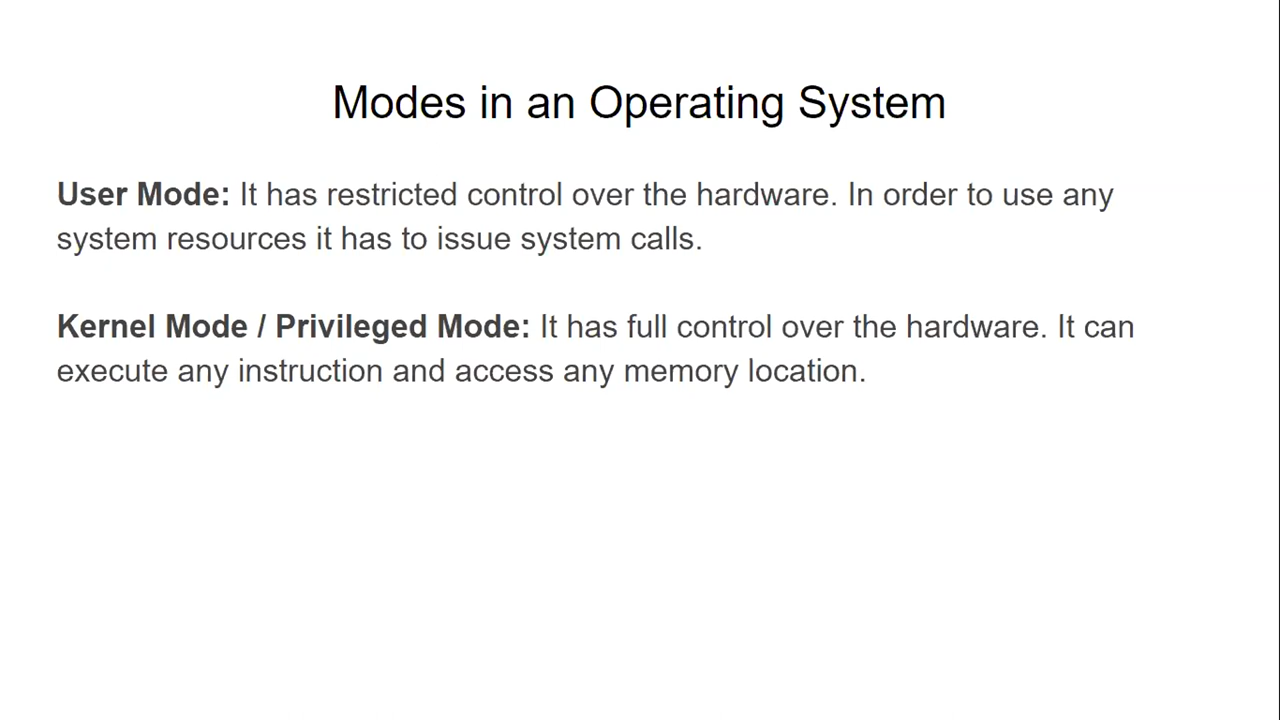 Modes in an Operating System
User Mode: It has restricted control over the hardware. In order to use any
system resources it has to issue system calls.
Kernel Mode / Privileged Mode: It has full control over the hardware. It can
execute any instruction and access any memory location.